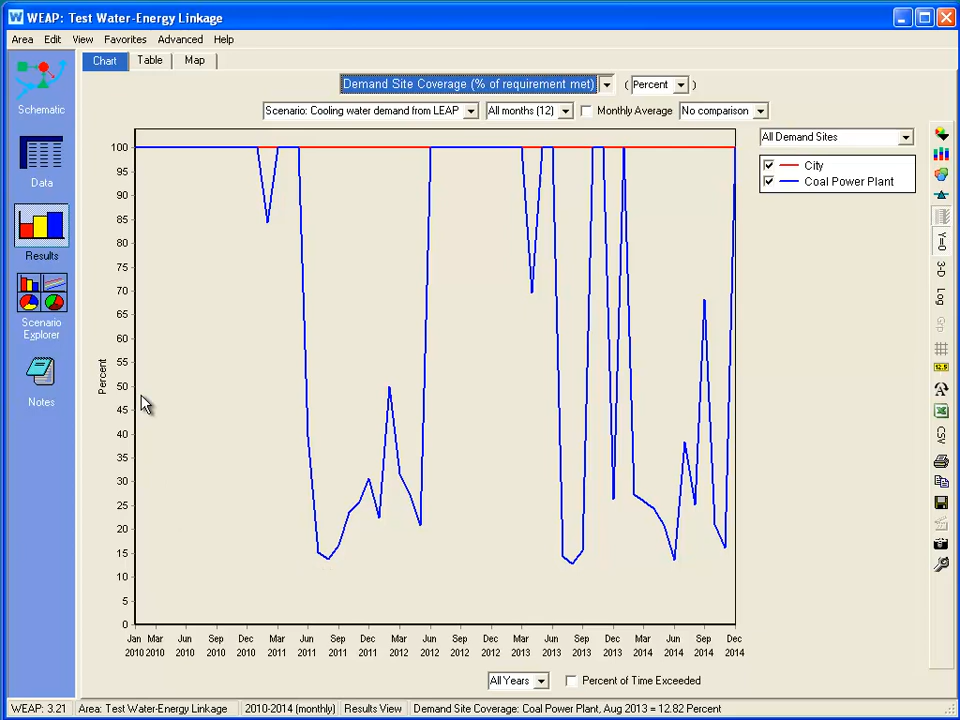 WEAP: Test Water-Energy Linkage
Area Edit View Favorites Advanced Help
Chart Table Map
Schematic
Data
Results
Scenario
Explorer
Notes
Demand Site Coverage (% of requirement met) ( Percent )
Scenario: Cooling water demand from LEAP All months (12) Monthly Average No comparison
All Demand Sites
City
Coal Power Plant
100
95
90
85
80
75
70
65
60
55
50
45
40
35
30
25
20
15
10
5
0
Percent
Jan Mar Jun Sep Dec Mar Jun Sep Dec Mar Jun Sep Dec Mar Jun Sep Dec Mar Jun Sep Dec
2010 2010 2010 2010 2010 2011 2011 2011 2011 2012 2012 2012 2012 2013 2013 2013 2013 2014 2014 2014 2014
All Years Percent of Time Exceeded
Y=0
3-D
Log
Grp
12.5
CSV
WEAP: 3.21 Area: Test Water-Energy Linkage 2010-2014 (monthly) Results View Demand Site Coverage: Coal Power Plant, Aug 2013 = 12.82 Percent